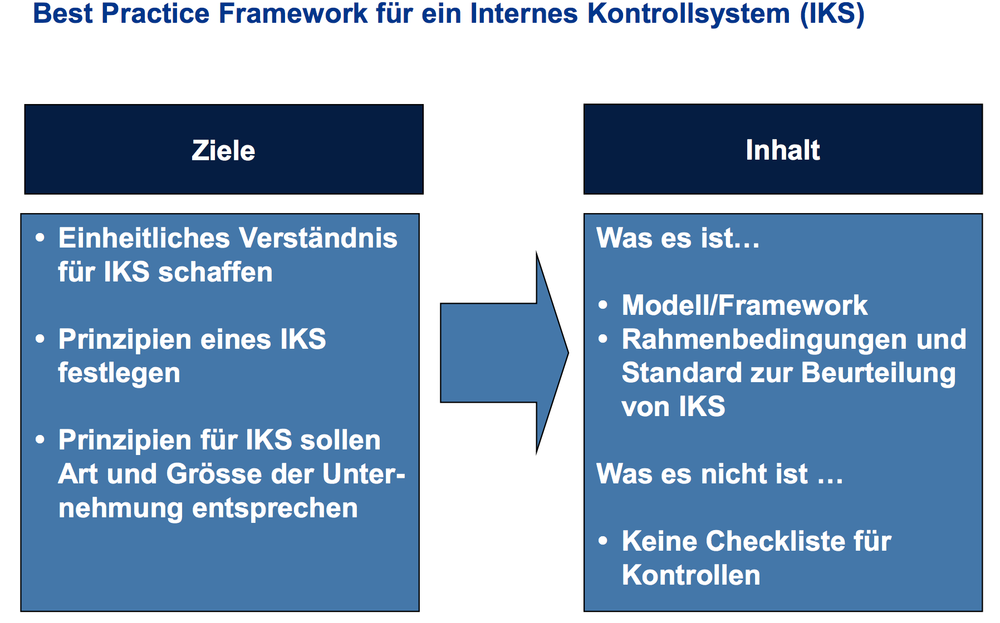 Best Practice Framework für ein Internes Kontrollsystem (IKS)
Ziele
• Einheitliches Verständnis
für IKS schaffen
• Prinzipien eines IKS
festlegen
• Prinzipien für IKS sollen
Art und Grösse der Unter-
nehmung entsprechen
Inhalt
Was es ist...
• Modell/Framework
• Rahmenbedingungen und
Standard zur Beurteilung
von IKS
Was es nicht ist ...
• Keine Checkliste für
Kontrollen